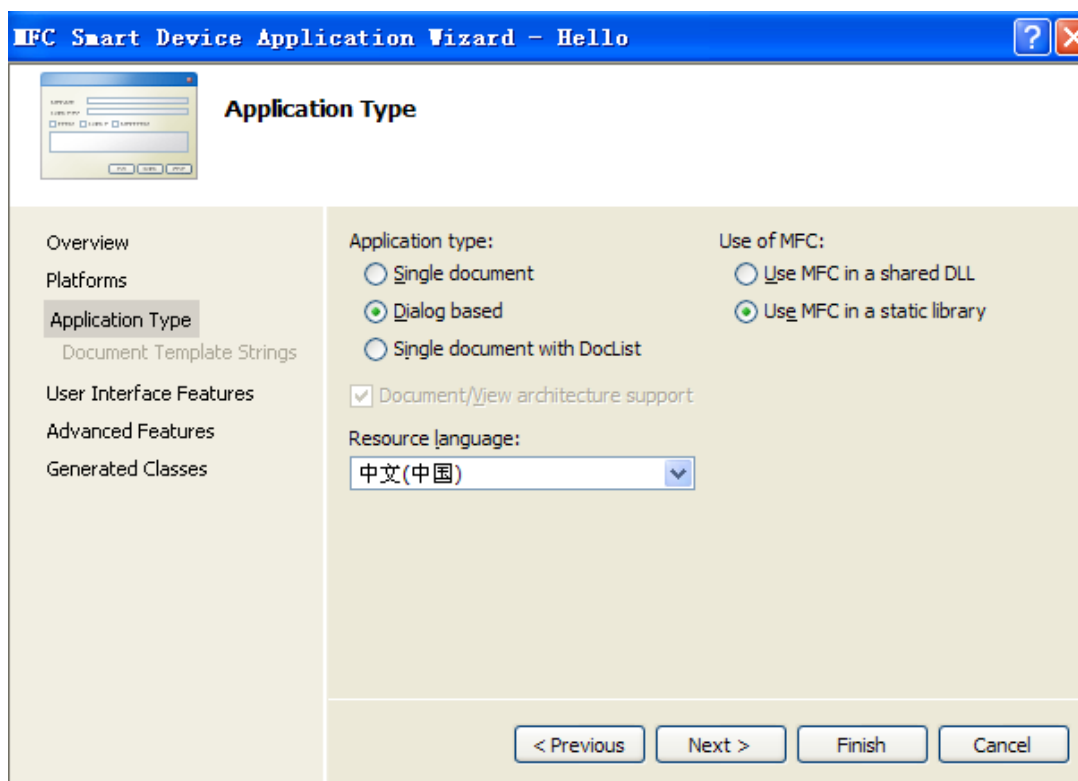 MFC Smart Device Application Wizard - Hello
Application Type
Overview
Platforms
Application Type
Document Template Strings
User Interface Features
Advanced Features
Generated Classes
Application type:
Single document
Dialog based
Single document with DocList
Document/View architecture support
Resource language:
中文(中国)
Use of MFC:
Use MFC in a shared DLL
Use MFC in a static library
< Previous
Next >
Finish
Cancel